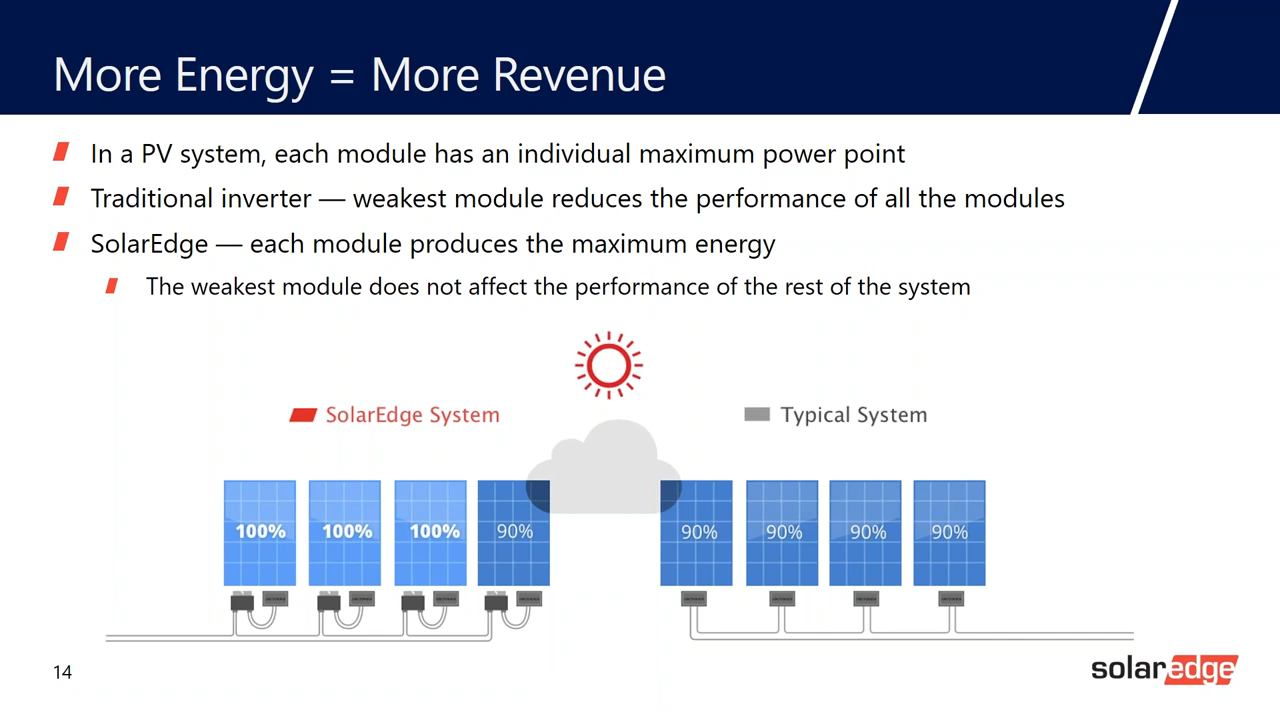 More Energy = More Revenue
In a PV system, each module has an individual maximum power point
Traditional inverter — weakest module reduces the performance of all the modules
SolarEdge — each module produces the maximum energy
The weakest module does not affect the performance of the rest of the system
SolarEdge System
Typical System
100% 100% 100% 90% 90% 90% 90% 90%
14
solaredge